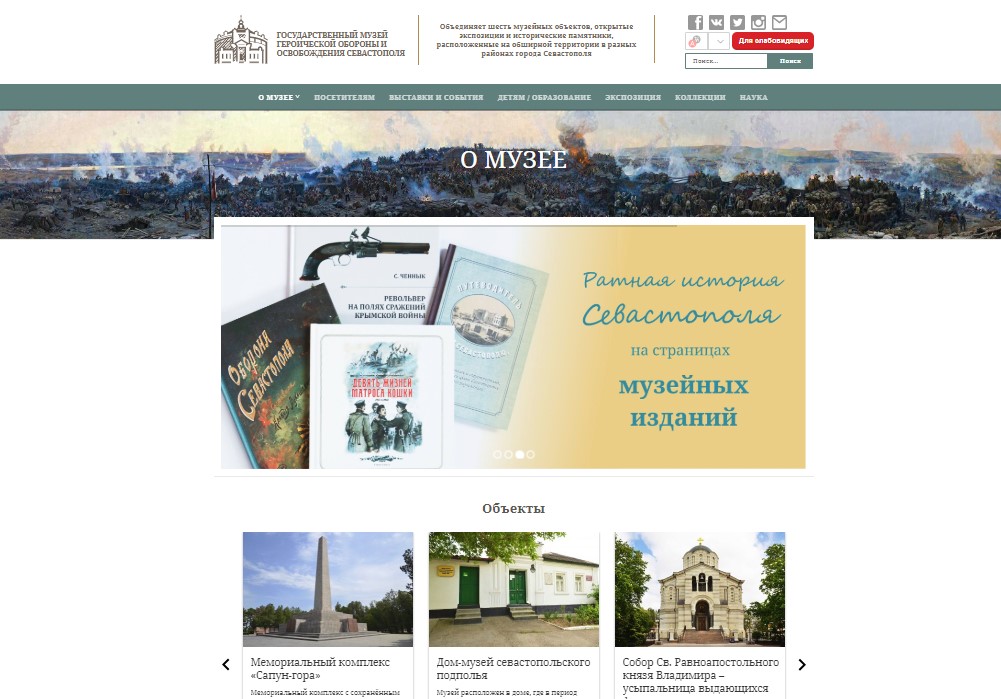 ГОСУДАРСТВЕННЫЙ МУЗЕЙ
ГЕРОИЧЕСКОЙ ОБОРОНЫ И
ОСВОБОЖДЕНИЯ СЕВАСТОПОЛЯ
Объединяет шесть музейных объектов, открытые
экспозиции и исторические памятники,
расположенные на обширной территории в разных
районах города Севастополя
Для слабовидящих
Поиск...
Поиск
О МУЗЕЕ
ПОСЕТИТЕЛЯМ
ВЫСТАВКИ И СОБЫТИЯ
ДЕТЯМ / ОБРАЗОВАНИЕ
ЭКСПОЗИЦИЯ
КОЛЛЕКЦИИ
НАУКА
О МУЗЕЕ
С. ЧЕННЫК
РЕВОЛЬВЕР
НА ПОЛЯХ СРАЖЕНИЙ
КРЫМСКОЙ ВОЙНЫ
ОБОРОНА
СЕВАСТОПОЛЯ
ДЕВЯТЬ ЖИЗНЕЙ
МАТРОСА КОШКИ
ПУТЕВОДИТЕЛЬ
Ратная история
Севастополя
на страницах
музейных
изданий
Объекты
Мемориальный комплекс
«Сапун-гора»
Мемориальный комплекс с сохранённым
Дом-музей севастопольского
подполья
Музей расположен в доме, где в период
Собор Св. Равноапостольного
князя Владимира –
усыпальница выдающихся